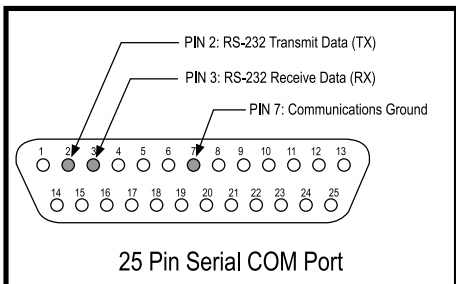 PIN 2: RS-232 Transmit Data (TX)
PIN 3: RS-232 Receive Data (RX)
PIN 7: Communications Ground
1 2 3 4 5 6 7 8 9 10 11 12 13
14 15 16 17 18 19 20 21 22 23 24 25
25 Pin Serial COM Port